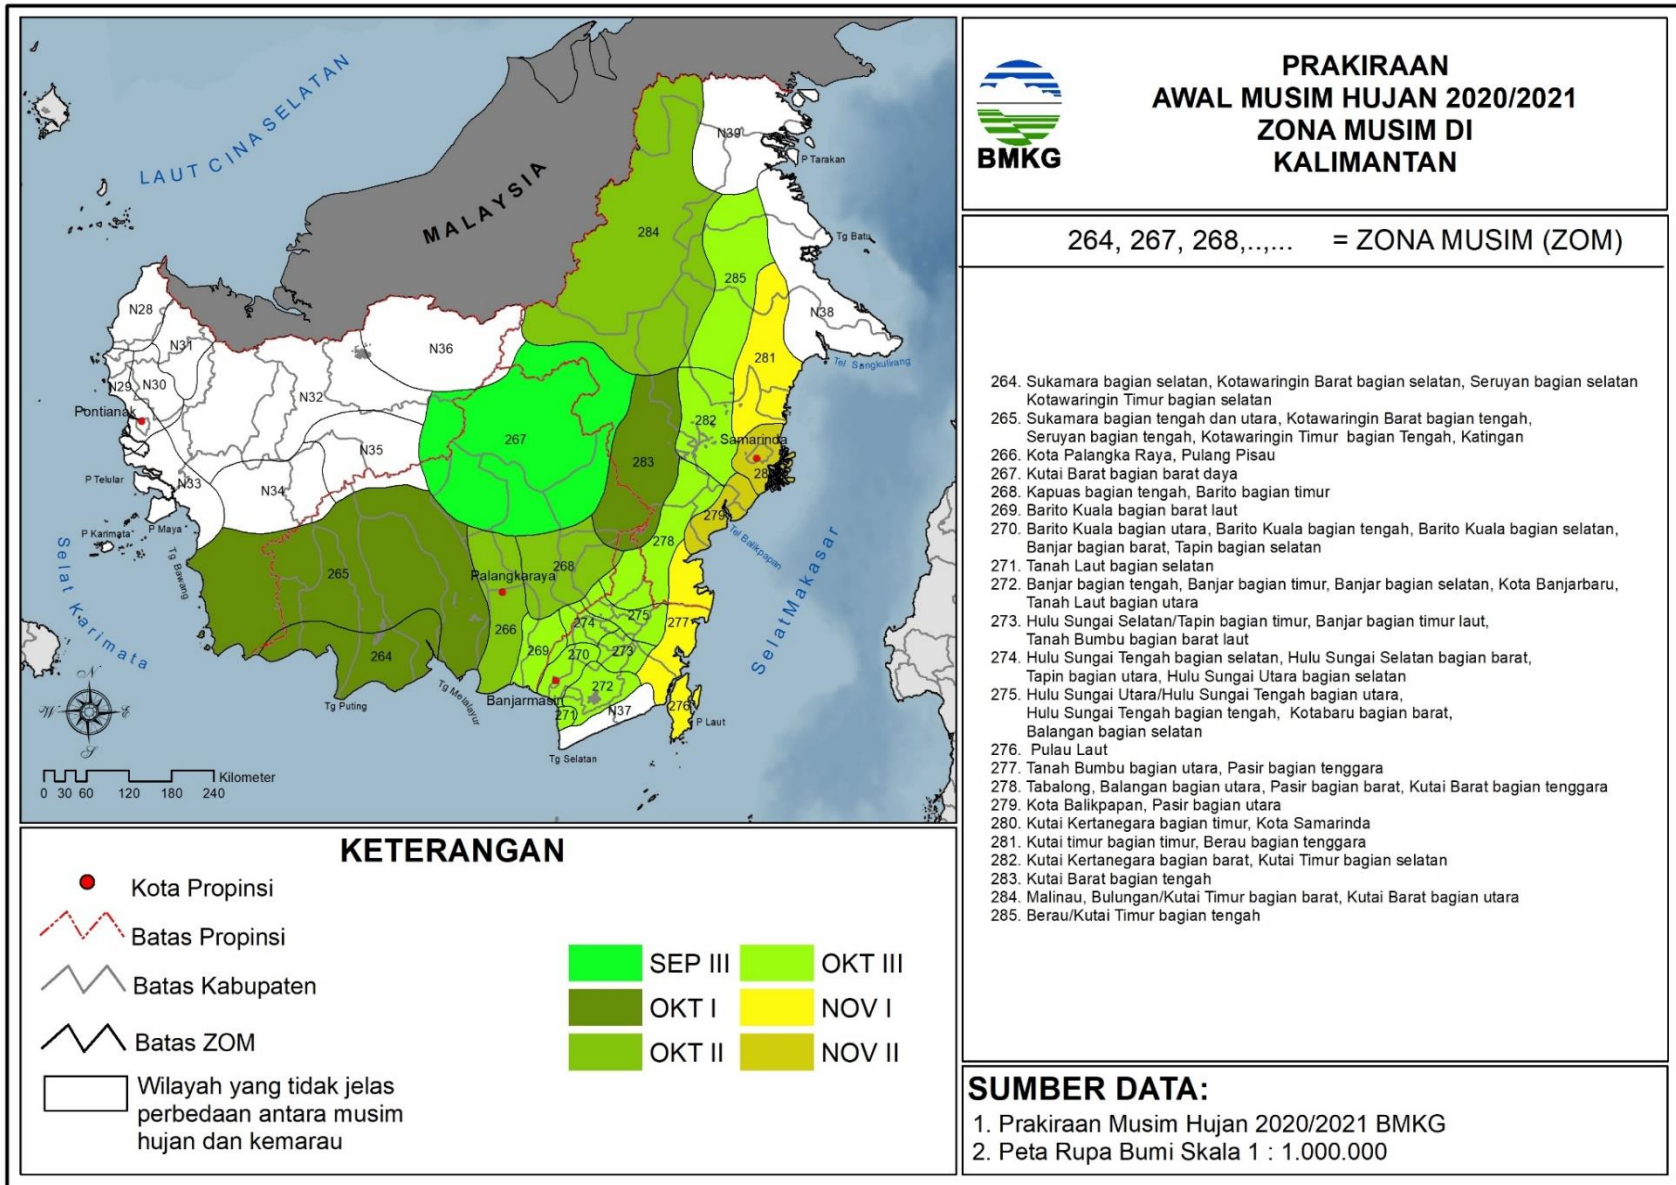 PRAKIRAAN
AWAL MUSIM HUJAN 2020/2021
ZONA MUSIM DI
KALIMANTAN
BMKG
264, 267, 268,..,... = ZONA MUSIM (ZOM)
264. Sukamara bagian selatan, Kotawaringin Barat bagian selatan, Seruyan bagian selatan
Kotawaringin Timur bagian selatan
265. Sukamara bagian tengah dan utara, Kotawaringin Barat bagian tengah,
Seruyan bagian tengah, Kotawaringin Timur bagian Tengah, Katingan
266. Kota Palangka Raya, Pulang Pisau
267. Kutai Barat bagian barat daya
268. Kapuas bagian tengah, Barito bagian timur
269. Barito Kuala bagian barat laut
270. Barito Kuala bagian utara, Barito Kuala bagian tengah, Barito Kuala bagian selatan,
Banjar bagian barat, Tapin bagian selatan
271. Tanah Laut bagian selatan
272. Banjar bagian tengah, Banjar bagian timur, Banjar bagian selatan, Kota Banjarbaru,
Tanah Laut bagian utara
273. Hulu Sungai Selatan/Tapin bagian timur, Banjar bagian timur laut,
Tanah Bumbu bagian barat laut
274. Hulu Sungai Tengah bagian selatan, Hulu Sungai Selatan bagian barat,
Tapin bagian utara, Hulu Sungai Utara bagian selatan
275. Hulu Sungai Utara/Hulu Sungai Tengah bagian utara,
Hulu Sungai Tengah bagian tengah, Kotabaru bagian barat,
Balangan bagian selatan
276. Pulau Laut
277. Tanah Bumbu bagian utara, Pasir bagian tenggara
278. Tabalong, Balangan bagian utara, Pasir bagian barat, Kutai Barat bagian tenggara
279. Kota Balikpapan, Pasir bagian utara
280. Kutai Kertanegara bagian timur, Kota Samarinda
281. Kutai timur bagian timur, Berau bagian tenggara
282. Kutai Kertanegara bagian barat, Kutai Timur bagian selatan
283. Kutai Barat bagian tengah
284. Malinau, Bulungan/Kutai Timur bagian barat, Kutai Barat bagian utara
285. Berau/Kutai Timur bagian tengah
SUMBER DATA:
1. Prakiraan Musim Hujan 2020/2021 BMKG
2. Peta Rupa Bumi Skala 1 : 1.000.000
LAUT CINA SELATAN
MALAYSIA
N39
P Tarakan
284
Tg Batu
285
N28
N38
N31
N36
281
Tel Sangkulirang
N29
N30
N32
Pontianak
282
267
Samarinda
N35
283
28
P Telular
N33
N34
279
P Karimata
P Maya
278
Tel Balikpapan
Selat Karimata
Tg Bawang
265
268
Palangkaraya
Selat Makasar
266
274
275
277
264
269
270
273
272
Banjarmasin
Tg Puting
Tg Melalayur
271
N37
276
P Laut
Tg Selatan
N
W
E
S
Kilometer
0 30 60 120 180 240
KETERANGAN
Kota Propinsi
Batas Propinsi
Batas Kabupaten
Batas ZOM
Wilayah yang tidak jelas
perbedaan antara musim
hujan dan kemarau
SEP III
OKT III
OKT I
NOV I
OKT II
NOV II